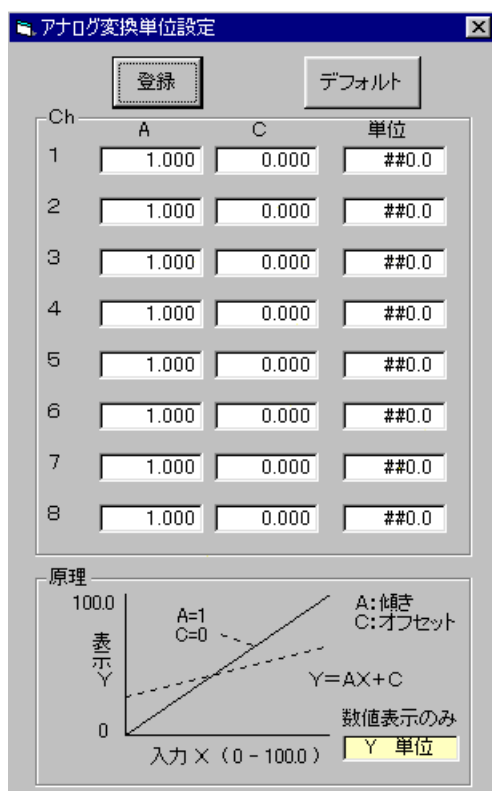 アナログ変換単位設定
登録 デフォルト
Ch
A C 単位
1 1.000 0.000 ##0.0
2 1.000 0.000 ##0.0
3 1.000 0.000 ##0.0
4 1.000 0.000 ##0.0
5 1.000 0.000 ##0.0
6 1.000 0.000 ##0.0
7 1.000 0.000 ##0.0
8 1.000 0.000 ##0.0
原理
100.0
表示Y
0
A=1
C=0
A:傾き
C:オフセット
Y=AX+C
数値表示のみ
Y 単位
入力 X (0-100.0)